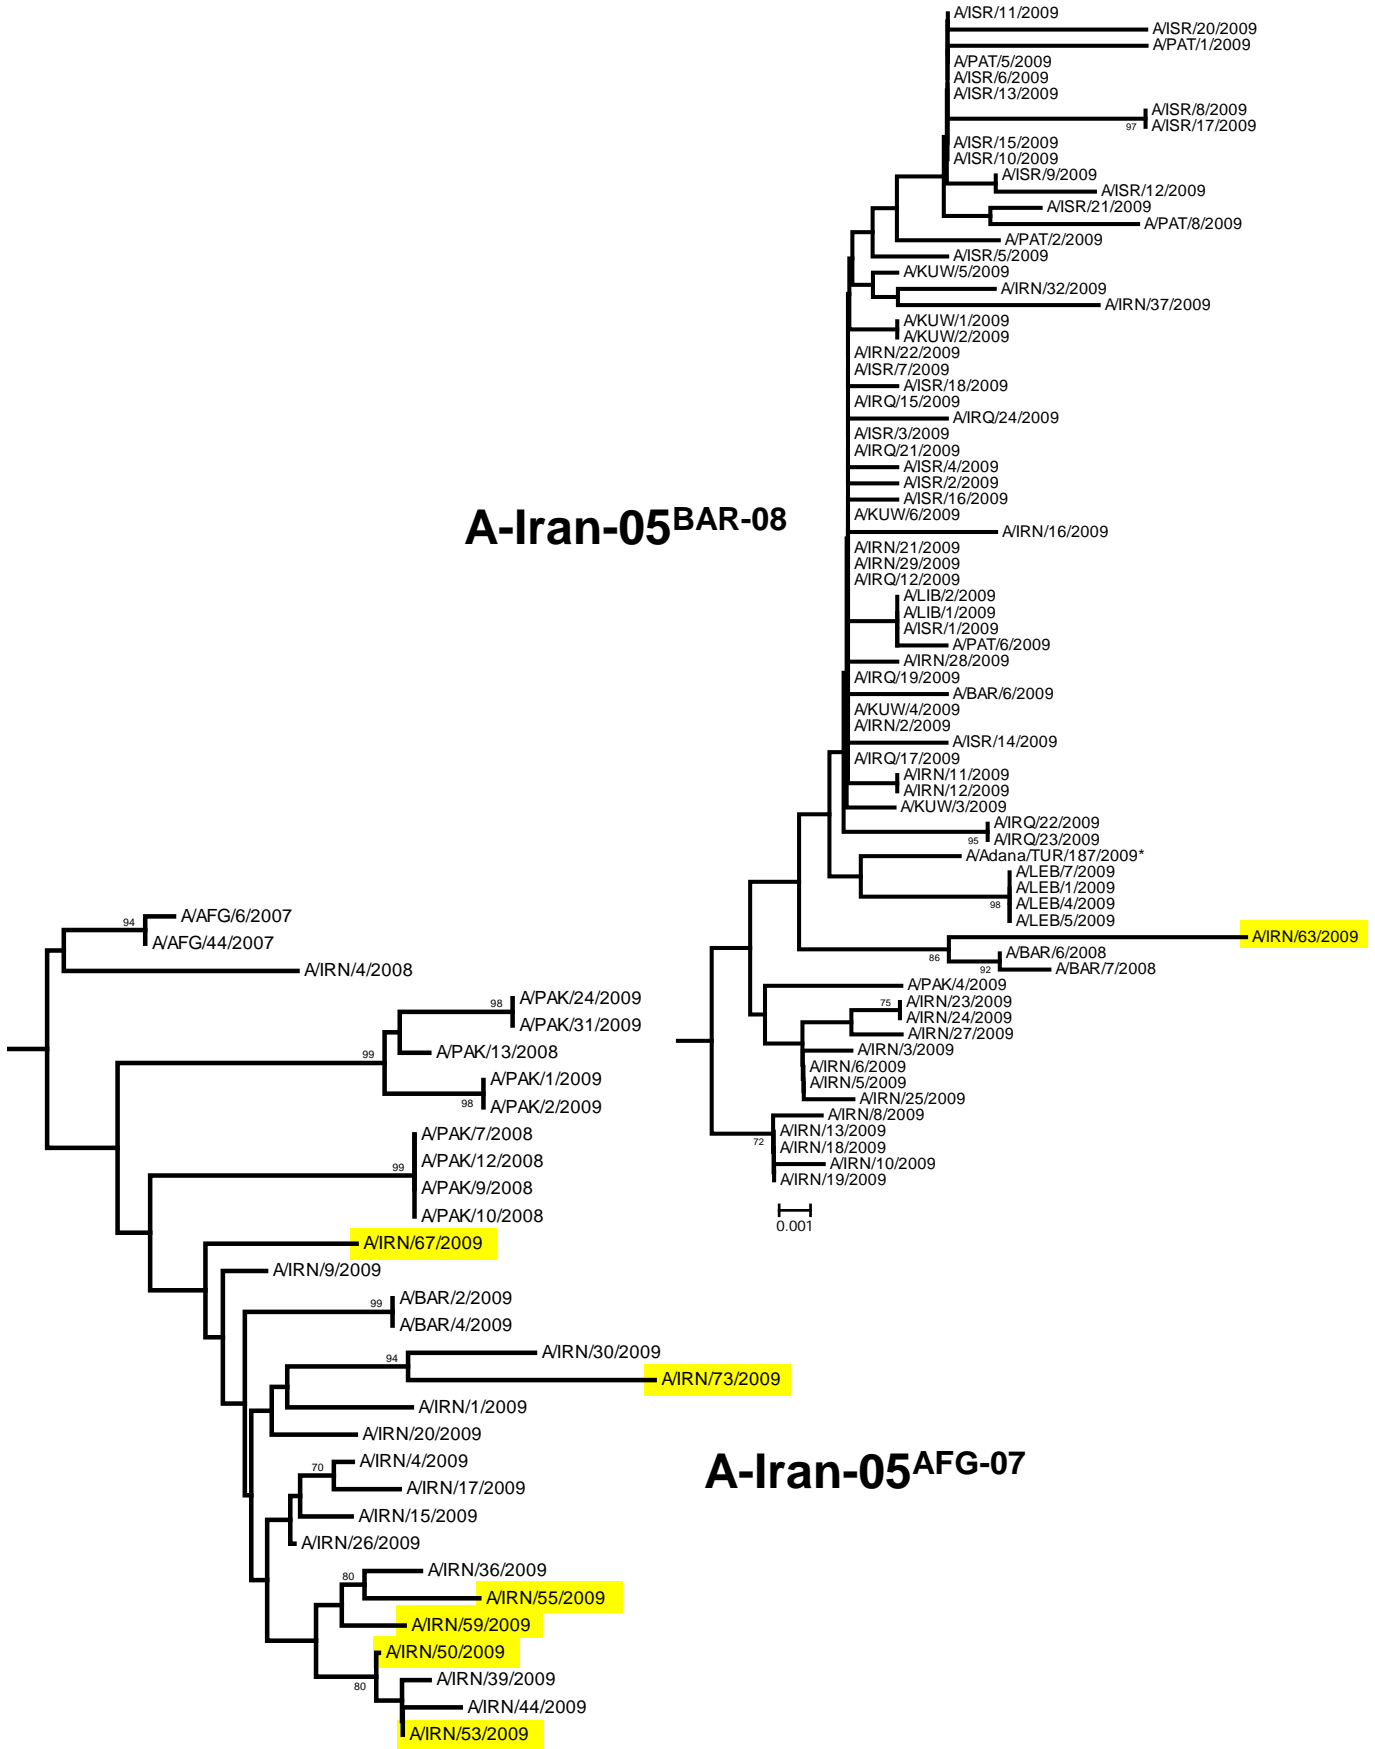 A/ISR/11/2009
A/ISR/20/2009
A/PAT/1/2009
A/PAT/5/2009
A/ISR/6/2009
A/ISR/13/2009
A/ISR/8/2009
97
A/ISR/17/2009
A/ISR/15/2009
A/ISR/10/2009
A/ISR/9/2009
A/ISR/12/2009
A/ISR/21/2009
A/PAT/8/2009
A/PAT/2/2009
A/ISR/5/2009
A/KUW/5/2009
A/IRN/32/2009
A/IRN/37/2009
A/KUW/1/2009
A/KUW/2/2009
A/IRN/22/2009
A/ISR/7/2009
A/ISR/18/2009
A/IRQ/15/2009
A/IRQ/24/2009
A/ISR/3/2009
A/IRQ/21/2009
A/ISR/4/2009
A/ISR/2/2009
A/ISR/16/2009
A/KUW/6/2009
A/IRN/16/2009
A/IRN/21/2009
A/IRN/29/2009
A/IRQ/12/2009
A/LIB/2/2009
A/LIB/1/2009
A/ISR/1/2009
A/PAT/6/2009
A/IRN/28/2009
A/IRQ/19/2009
A/BAR/6/2009
A/KUW/4/2009
A/IRN/2/2009
A/ISR/14/2009
A/IRQ/17/2009
A/IRN/11/2009
A/IRN/12/2009
A/KUW/3/2009
A/IRQ/22/2009
95
A/IRQ/23/2009
A/Adana/TUR/187/2009*
A/LEB/7/2009
A/LEB/1/2009
98
A/LEB/4/2009
A/LEB/5/2009
A/IRN/63/2009
86
A/BAR/6/2008
92
A/BAR/7/2008
A/PAK/4/2009
75
A/IRN/23/2009
A/IRN/24/2009
A/IRN/27/2009
A/IRN/3/2009
A/IRN/6/2009
A/IRN/5/2009
A/IRN/25/2009
A/IRN/8/2009
72
A/IRN/13/2009
A/IRN/18/2009
A/IRN/10/2009
A/IRN/19/2009
0.001
A-Iran-05BAR-08
94
A/AFG/6/2007
A/AFG/44/2007
A/IRN/4/2008
98
A/PAK/24/2009
A/PAK/31/2009
99
A/PAK/13/2008
A/PAK/1/2009
98
A/PAK/2/2009
A/PAK/7/2008
99
A/PAK/12/2008
A/PAK/9/2008
A/PAK/10/2008
A/IRN/67/2009
A/IRN/9/2009
99
A/BAR/2/2009
A/BAR/4/2009
94
A/IRN/30/2009
A/IRN/73/2009
A/IRN/1/2009
A/IRN/20/2009
70
A/IRN/4/2009
A/IRN/17/2009
A/IRN/15/2009
A/IRN/26/2009
80
A/IRN/36/2009
A/IRN/55/2009
A/IRN/59/2009
A/IRN/50/2009
80
A/IRN/39/2009
A/IRN/44/2009
A/IRN/53/2009
A-Iran-05AFG-07